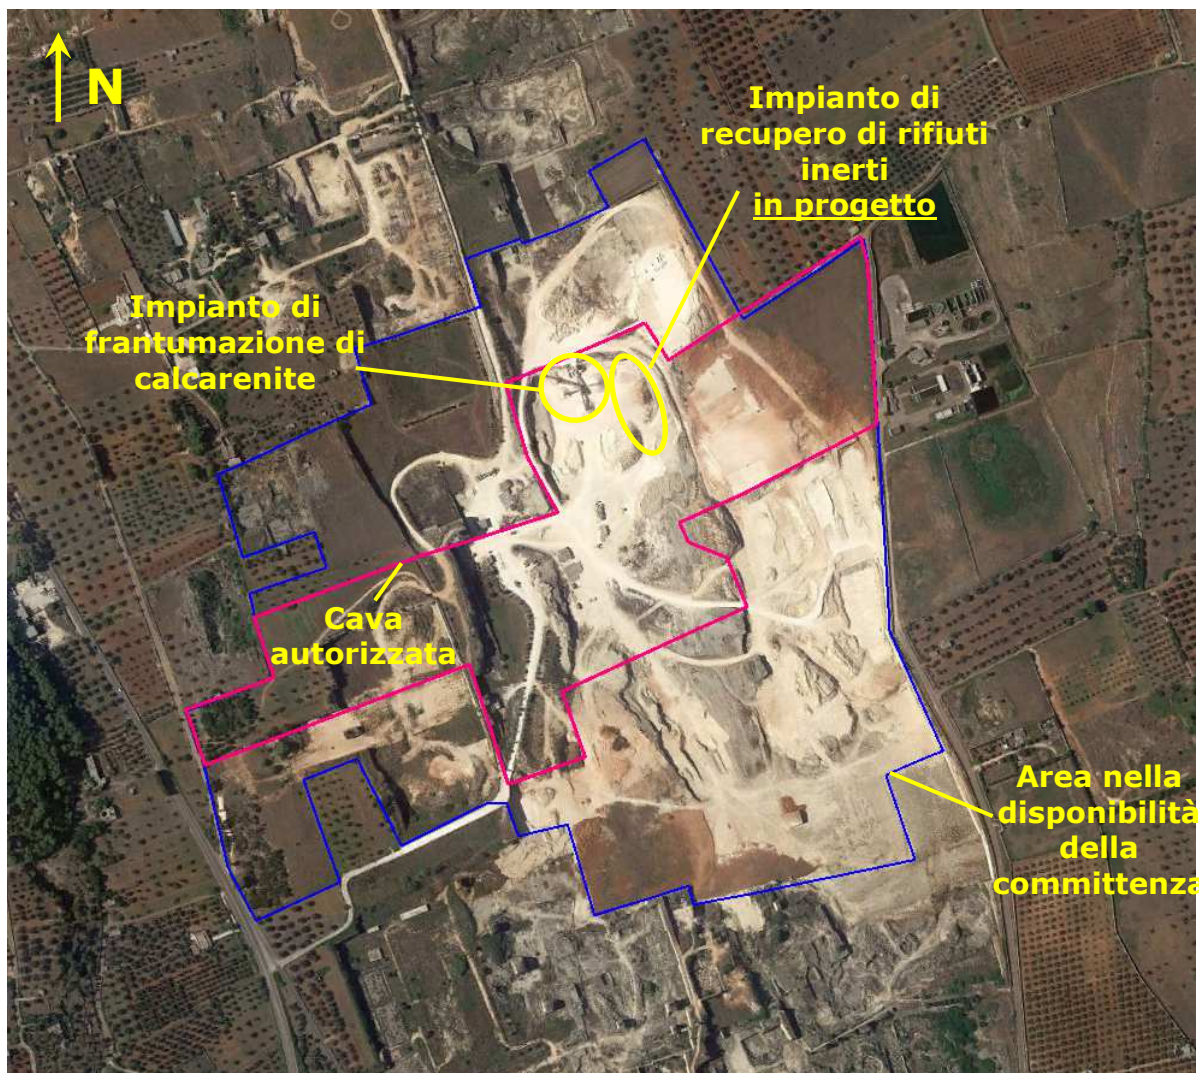 N
Impianto di
recupero di rifiuti
inerti
in progetto
Impianto di
frantumazione di
calcarenite
Cava
autorizzata
Area nella
disponibilità
della
committenza